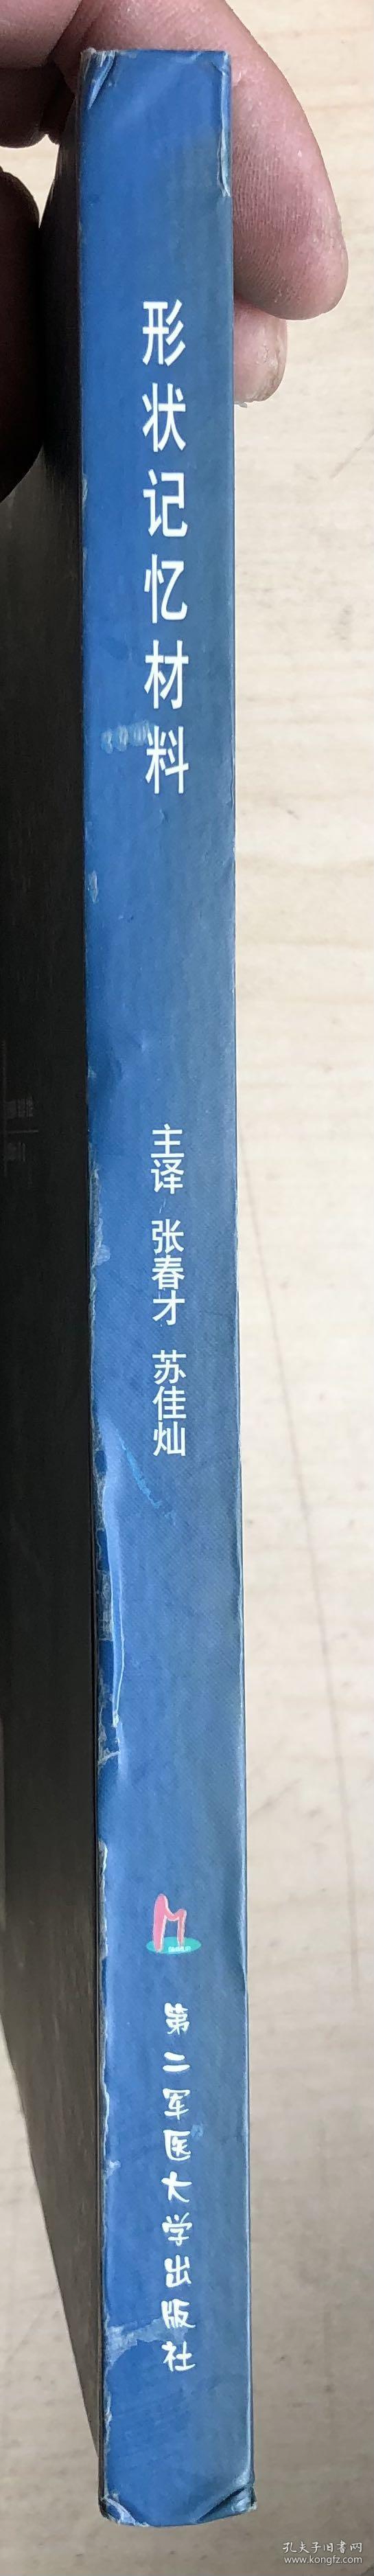 形状记忆材料
主译 张春才 苏佳灿
第二军医大学出版社
孔夫子旧书网
www.kongfz.com